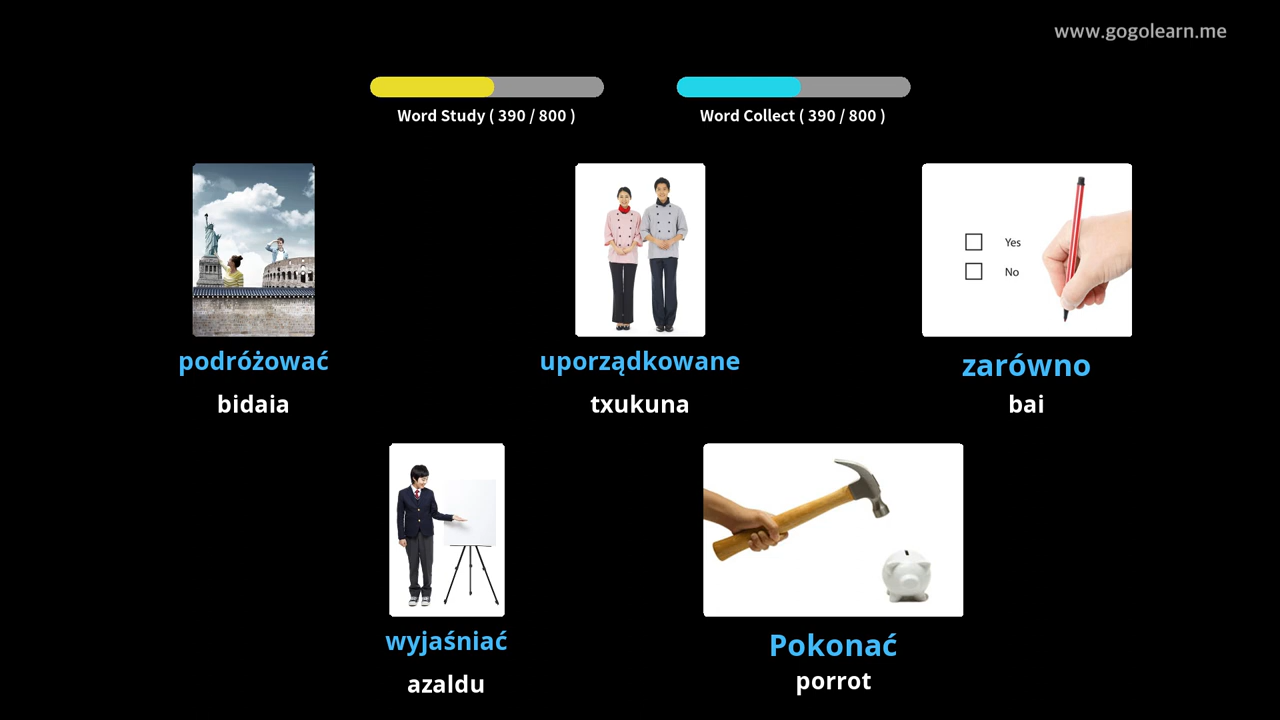 www.gogolearn.me
Word Study ( 390 / 800 )
Word Collect ( 390 / 800 )
Yes
No
podróżować
uporządkowane
zarówno
bidaia
txukuna
bai
wyjaśniać
Pokonać
azaldu
porrot